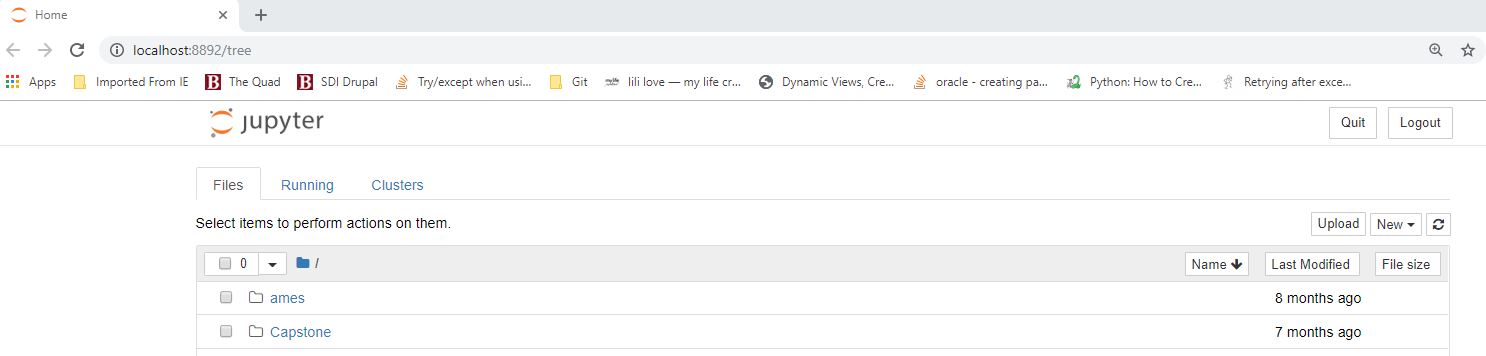 Home
localhost:8892/tree
Apps Imported From IE The Quad SDI Drupal Try/except when usi... Git lili love — my life cr... Dynamic Views, Cre... oracle - creating pa... Python: How to Cre... Retrying after exce...
jupyter Quit Logout
Files Running Clusters
Select items to perform actions on them. Upload New
0 / Name Last Modified File size
ames 8 months ago
Capstone 7 months ago